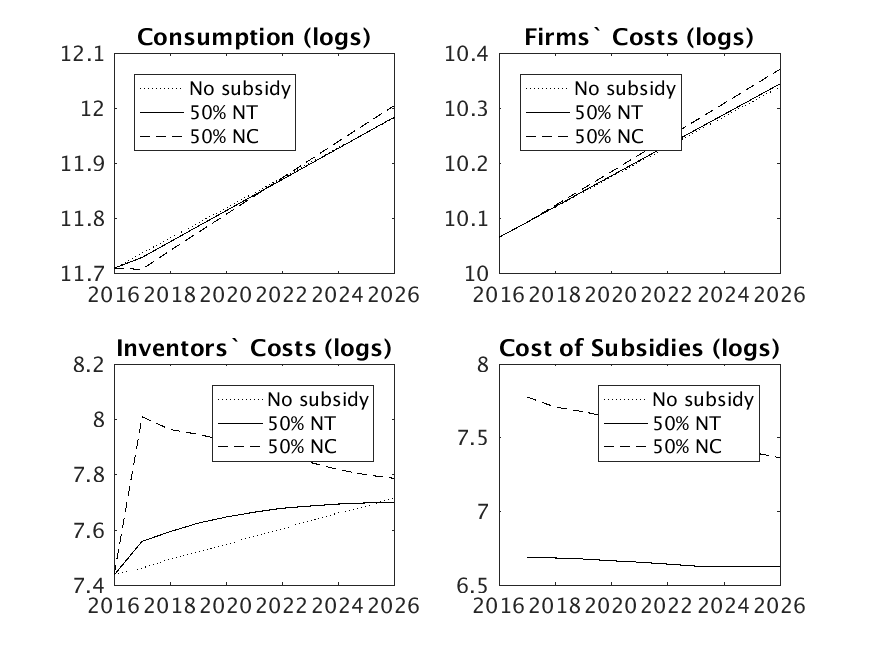 Consumption (logs)
12.1
12
11.9
11.8
11.7
No subsidy
50% NT
50% NC
2016 2018 2020 2022 2024 2026
Firms` Costs (logs)
10.4
10.3
10.2
10.1
10
No subsidy
50% NT
50% NC
2016 2018 2020 2022 2024 2026
Inventors` Costs (logs)
8.2
8
7.8
7.6
7.4
No subsidy
50% NT
50% NC
2016 2018 2020 2022 2024 2026
Cost of Subsidies (logs)
8
7.5
7
6.5
No subsidy
50% NT
50% NC
2016 2018 2020 2022 2024 2026